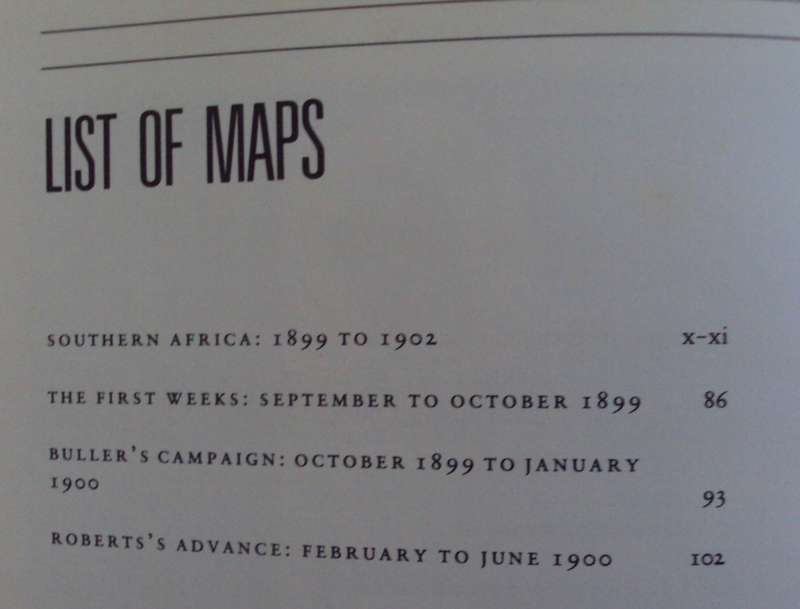 LIST OF MAPS
SOUTHERN AFRICA: 1899 TO 1902 x–xi
THE FIRST WEEKS: SEPTEMBER TO OCTOBER 1899 86
BULLER'S CAMPAIGN: OCTOBER 1899 TO JANUARY
1900 93
ROBERTS'S ADVANCE: FEBRUARY TO JUNE 1900 102